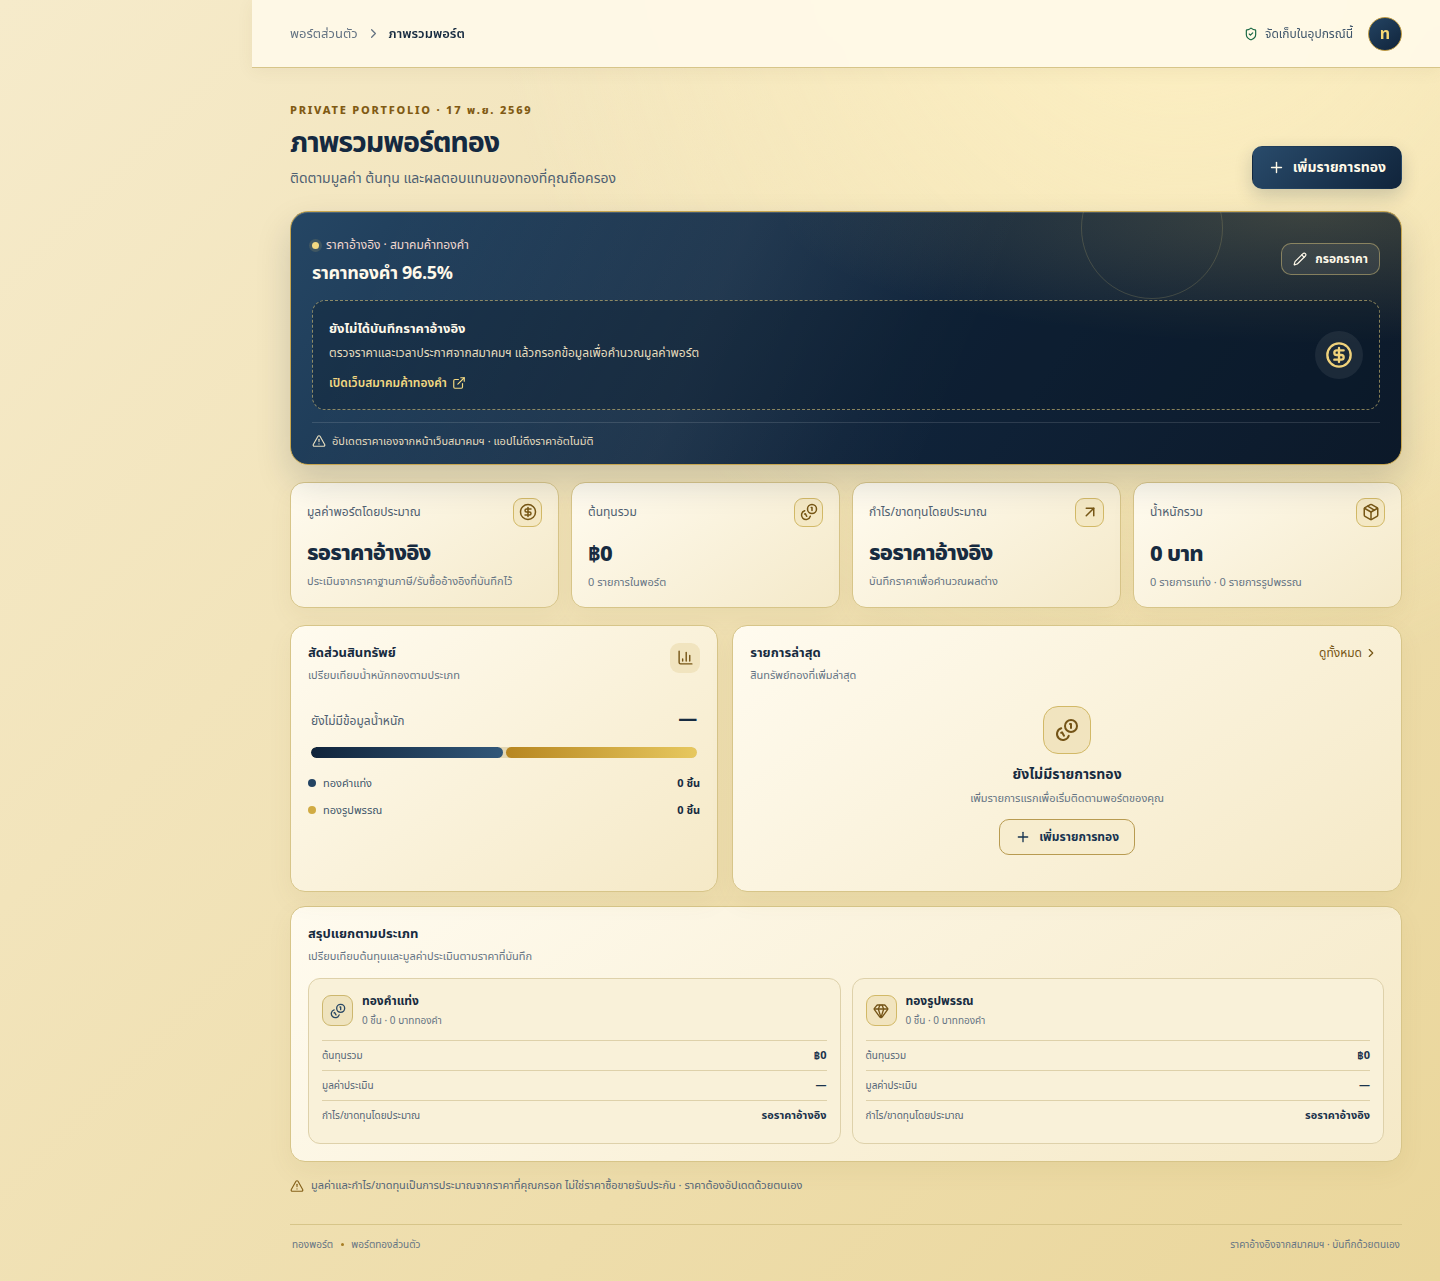 พอร์ตส่วนตัว > ภาพรวมพอร์ต
จัดเก็บในอุปกรณ์นี้
n
PRIVATE PORTFOLIO · 17 พ.ย. 2569
ภาพรวมพอร์ตทอง
ติดตามมูลค่า ต้นทุน และผลตอบแทนของทองที่คุณถือครอง
เพิ่มรายการทอง
ราคาอ้างอิง · สมาคมค้าทองคำ
ราคาทองคำ 96.5%
กรอกราคา
ยังไม่ได้บันทึกราคาอ้างอิง
ตรวจราคาและเวลาประกาศจากสมาคมฯ แล้วกรอกข้อมูลเพื่อคำนวณมูลค่าพอร์ต
เปิดเว็บสมาคมค้าทองคำ
อัปเดตราคาเองจากหน้าเว็บสมาคมฯ · แอปไม่ดึงราคาอัตโนมัติ
มูลค่าพอร์ตโดยประมาณ
รอราคาอ้างอิง
ประเมินจากราคาฐานภาษี/รับซื้ออ้างอิงที่บันทึกไว้
ต้นทุนรวม
฿0
0 รายการในพอร์ต
กำไร/ขาดทุนโดยประมาณ
รอราคาอ้างอิง
บันทึกราคาเพื่อคำนวณผลต่าง
น้ำหนักรวม
0 บาท
0 รายการแท่ง · 0 รายการรูปพรรณ
สัดส่วนสินทรัพย์
เปรียบเทียบน้ำหนักทองตามประเภท
ยังไม่มีข้อมูลน้ำหนัก —
ทองคำแท่ง 0 ชิ้น
ทองรูปพรรณ 0 ชิ้น
รายการล่าสุด
สินทรัพย์ทองที่เพิ่มล่าสุด
ดูทั้งหมด
ยังไม่มีรายการทอง
เพิ่มรายการแรกเพื่อเริ่มติดตามพอร์ตของคุณ
เพิ่มรายการทอง
สรุปแยกตามประเภท
เปรียบเทียบต้นทุนและมูลค่าประเมินตามราคาที่บันทึก
ทองคำแท่ง
0 ชิ้น · 0 บาททองคำ
ต้นทุนรวม ฿0
มูลค่าประเมิน —
กำไร/ขาดทุนโดยประมาณ รอราคาอ้างอิง
ทองรูปพรรณ
0 ชิ้น · 0 บาททองคำ
ต้นทุนรวม ฿0
มูลค่าประเมิน —
กำไร/ขาดทุนโดยประมาณ รอราคาอ้างอิง
มูลค่าและกำไร/ขาดทุนเป็นการประมาณจากราคาที่คุณกรอก ไม่ใช่ราคาซื้อขายรับประกัน · ราคาต้องอัปเดตด้วยตนเอง
ทองพอร์ต • พอร์ตทองส่วนตัว
ราคาอ้างอิงจากสมาคมฯ · บันทึกด้วยตนเอง